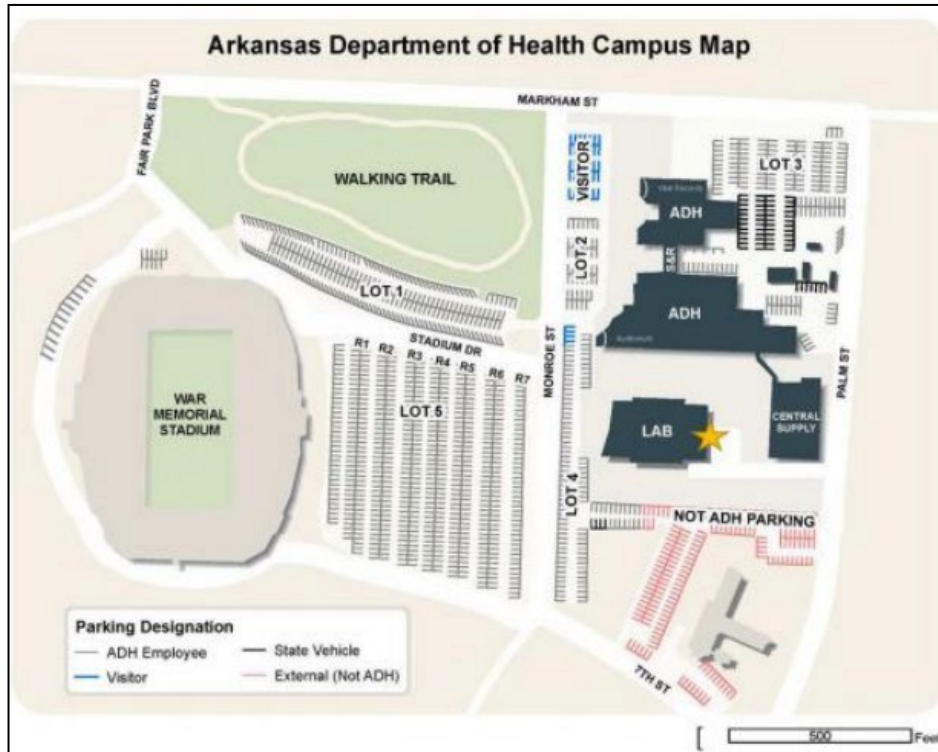 Arkansas Department of Health Campus Map
MARKHAM ST
FAIR PARK BLVD
WALKING TRAIL
VISITOR
LOT 3
Vital Records
ADH
LOT 2
S&R
LOT 1
ADH
Auditorium
STADIUM DR
MONROE ST
PALM ST
R1 R2 R3 R4 R5 R6 R7
LOT 5
WAR
MEMORIAL
STADIUM
LAB
CENTRAL
SUPPLY
LOT 4
NOT ADH PARKING
7TH ST
Parking Designation
ADH Employee
State Vehicle
Visitor
External (Not ADH)
500
Feet